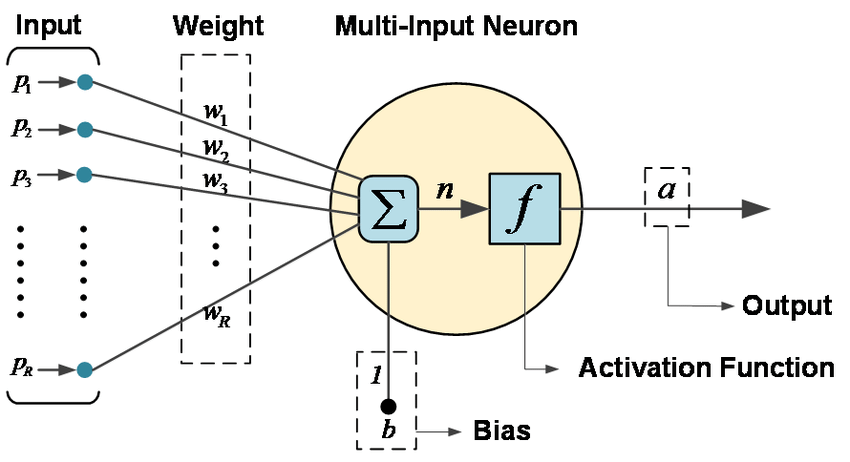 Input
Weight
Multi-Input Neuron
p1
w1
p2
w2
p3
w3
Σ
n
f
a
wR
Output
pR
1
Activation Function
b
Bias